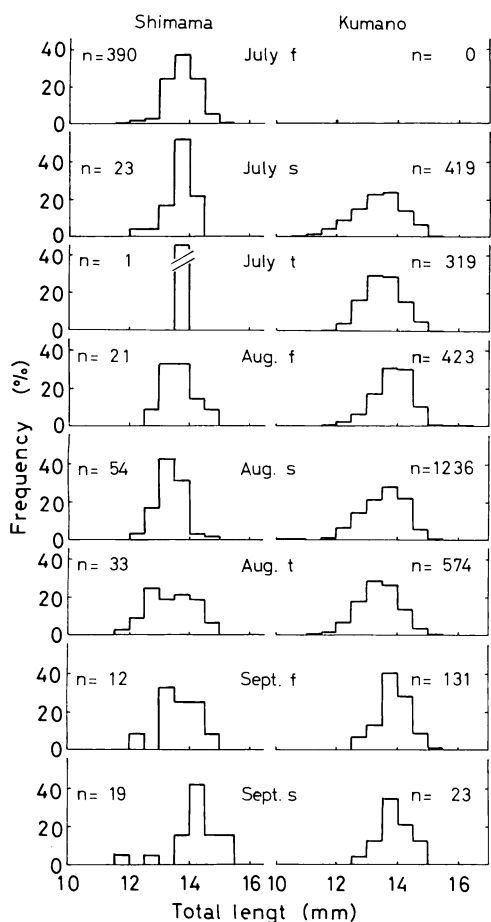 Shimama Kumano
Frequency (%)
40 n=390 July f n= 0
20
0
40 n= 23 July s n= 419
20
0
40 n= 1 July t n= 319
20
0
40 n= 21 Aug. f n= 423
20
0
40 n= 54 Aug. s n=1236
20
0
40 n= 33 Aug. t n= 574
20
0
40 n= 12 Sept. f n= 131
20
0
40 n= 19 Sept. s n= 23
20
0
10 12 14 16 10 12 14 16
Total lengt (mm)